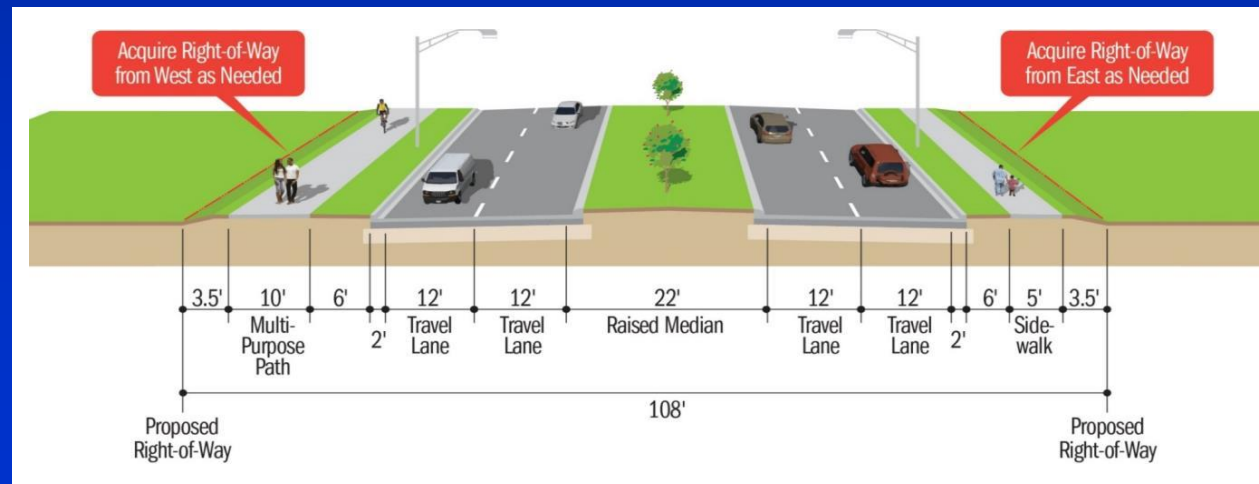 Acquire Right-of-Way
from West as Needed
Acquire Right-of-Way
from East as Needed
3.5'
10'
Multi-
Purpose
Path
6'
2'
12'
Travel
Lane
12'
Travel
Lane
22'
Raised Median
12'
Travel
Lane
12'
Travel
Lane
2'
6'
5'
Side-
walk
3.5'
108'
Proposed
Right-of-Way
Proposed
Right-of-Way